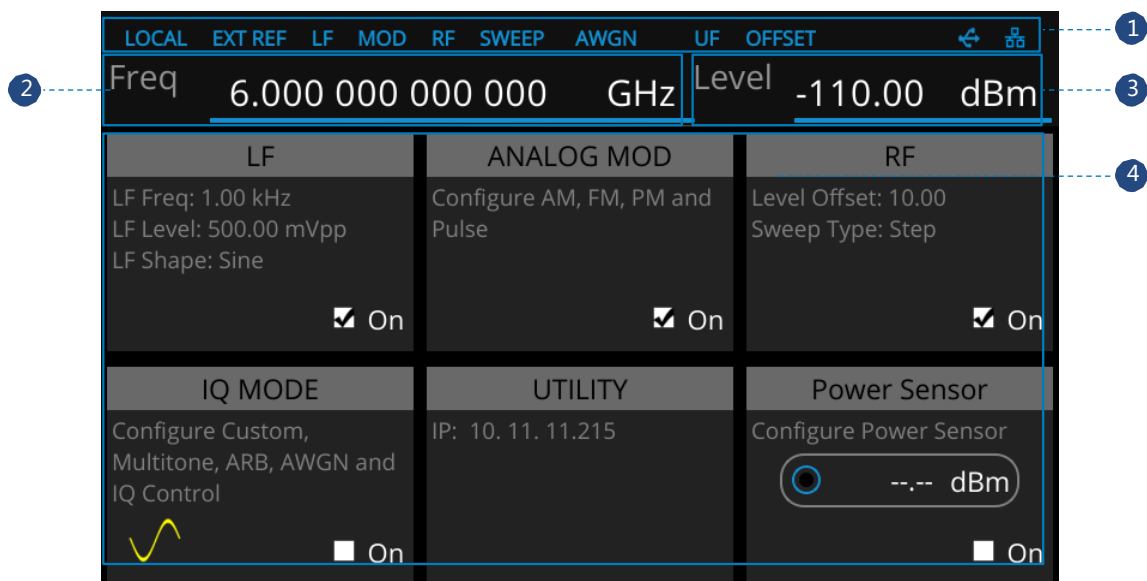 LOCAL EXT REF LF MOD RF SWEEP AWGN UF OFFSET
1
2
Freq 6.000 000 000 000 GHz
Level -110.00 dBm
3
4
LF
LF Freq: 1.00 kHz
LF Level: 500.00 mVpp
LF Shape: Sine
On
ANALOG MOD
Configure AM, FM, PM and
Pulse
On
RF
Level Offset: 10.00
Sweep Type: Step
On
IQ MODE
Configure Custom,
Multitone, ARB, AWGN and
IQ Control
On
UTILITY
IP: 10. 11. 11.215
Power Sensor
Configure Power Sensor
--.-- dBm
On